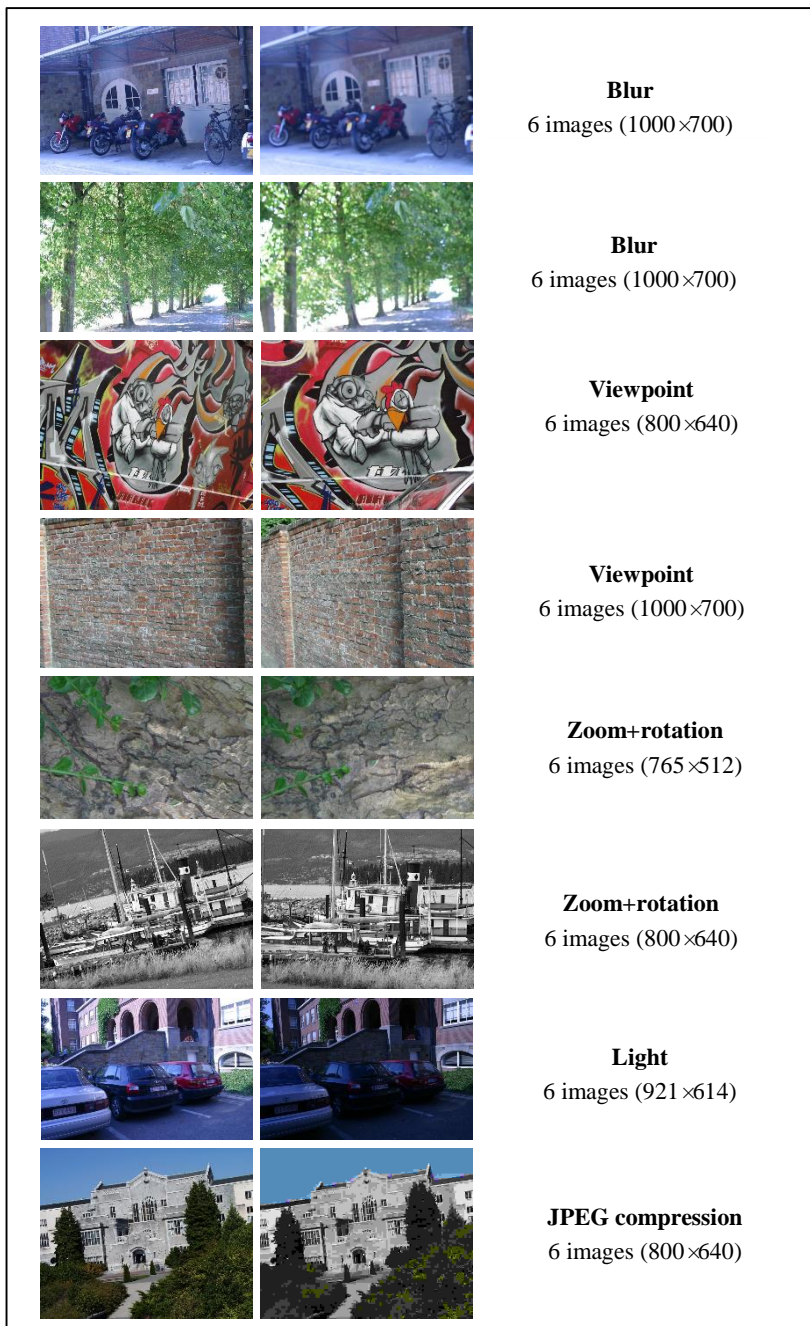 Blur
6 images (1000×700)
Blur
6 images (1000×700)
Viewpoint
6 images (800×640)
Viewpoint
6 images (1000×700)
Zoom+rotation
6 images (765×512)
Zoom+rotation
6 images (800×640)
Light
6 images (921×614)
JPEG compression
6 images (800×640)